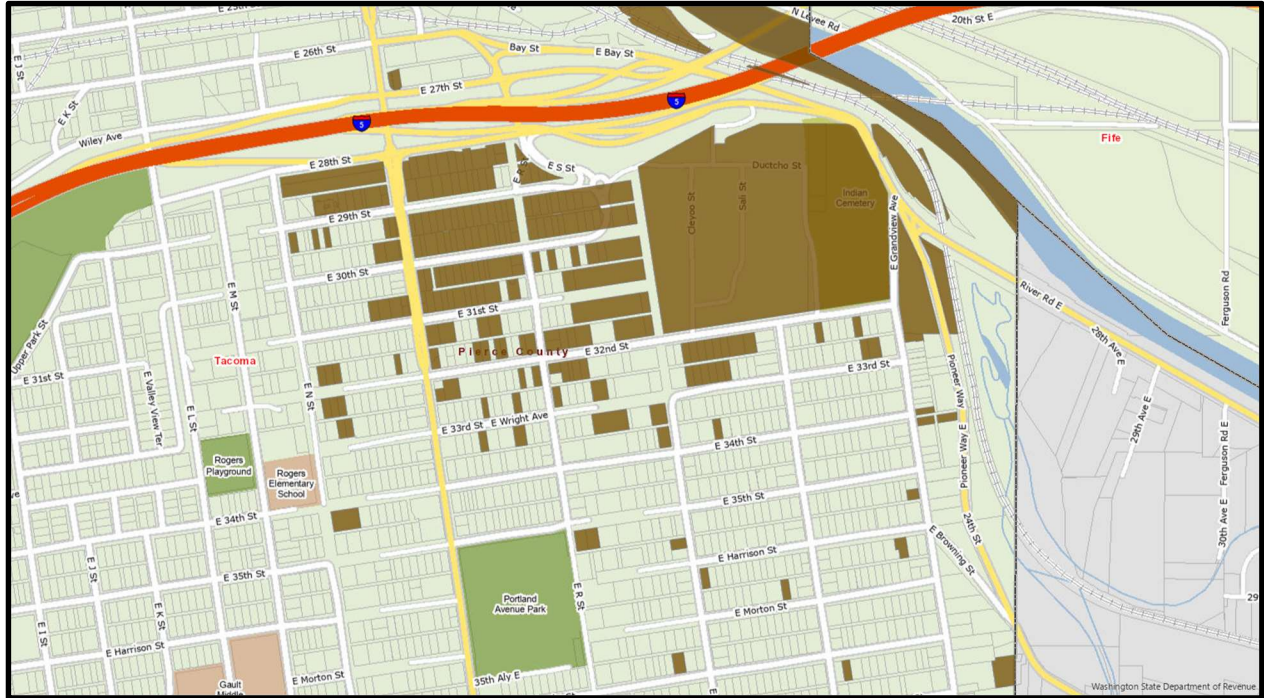 E 25th St
N Levee Rd
20th St E
E J St
E 26th St
Bay St
E Bay St
E K St
E 27th St
5
5
Wiley Ave
Fife
E 28th St
E R St
E S St
Ductcho St
Indian
Cemetery
Cleyoo St
Sali St
E 29th St
E Grandview Ave
E 30th St
E M St
Ferguson Rd
River Rd E
E 31st St
28th Ave E
Upper Park St
Tacoma
Pierce County
E 32nd St
E 31st St
E Valley View Ter
E L St
E N St
E 33rd St
Pioneer Way
29th Ave E
E 33rd St
E Wright Ave
Rogers
Playground
E 34th St
Rogers
Elementary
School
Pioneer Way E
Ferguson Rd E
30th Ave E
E 35th St
E 34th St
24th St
E Browning St
E Harrison St
E J St
E 35th St
E R St
Portland
Avenue Park
E K St
E Morton St
E I St
E Harrison St
29
35th Aly E
E Morton St
Gault
Middle
Washington State Department of Revenue